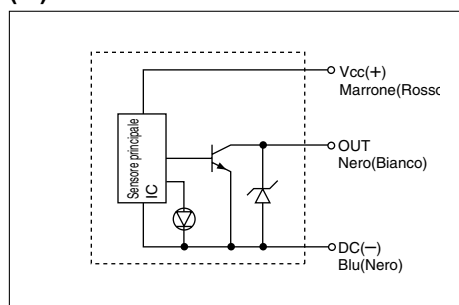 Vcc(+)
Marrone(Rosso
Sensore principale
IC
OUT
Nero(Bianco)
DC(−)
Blu(Nero)